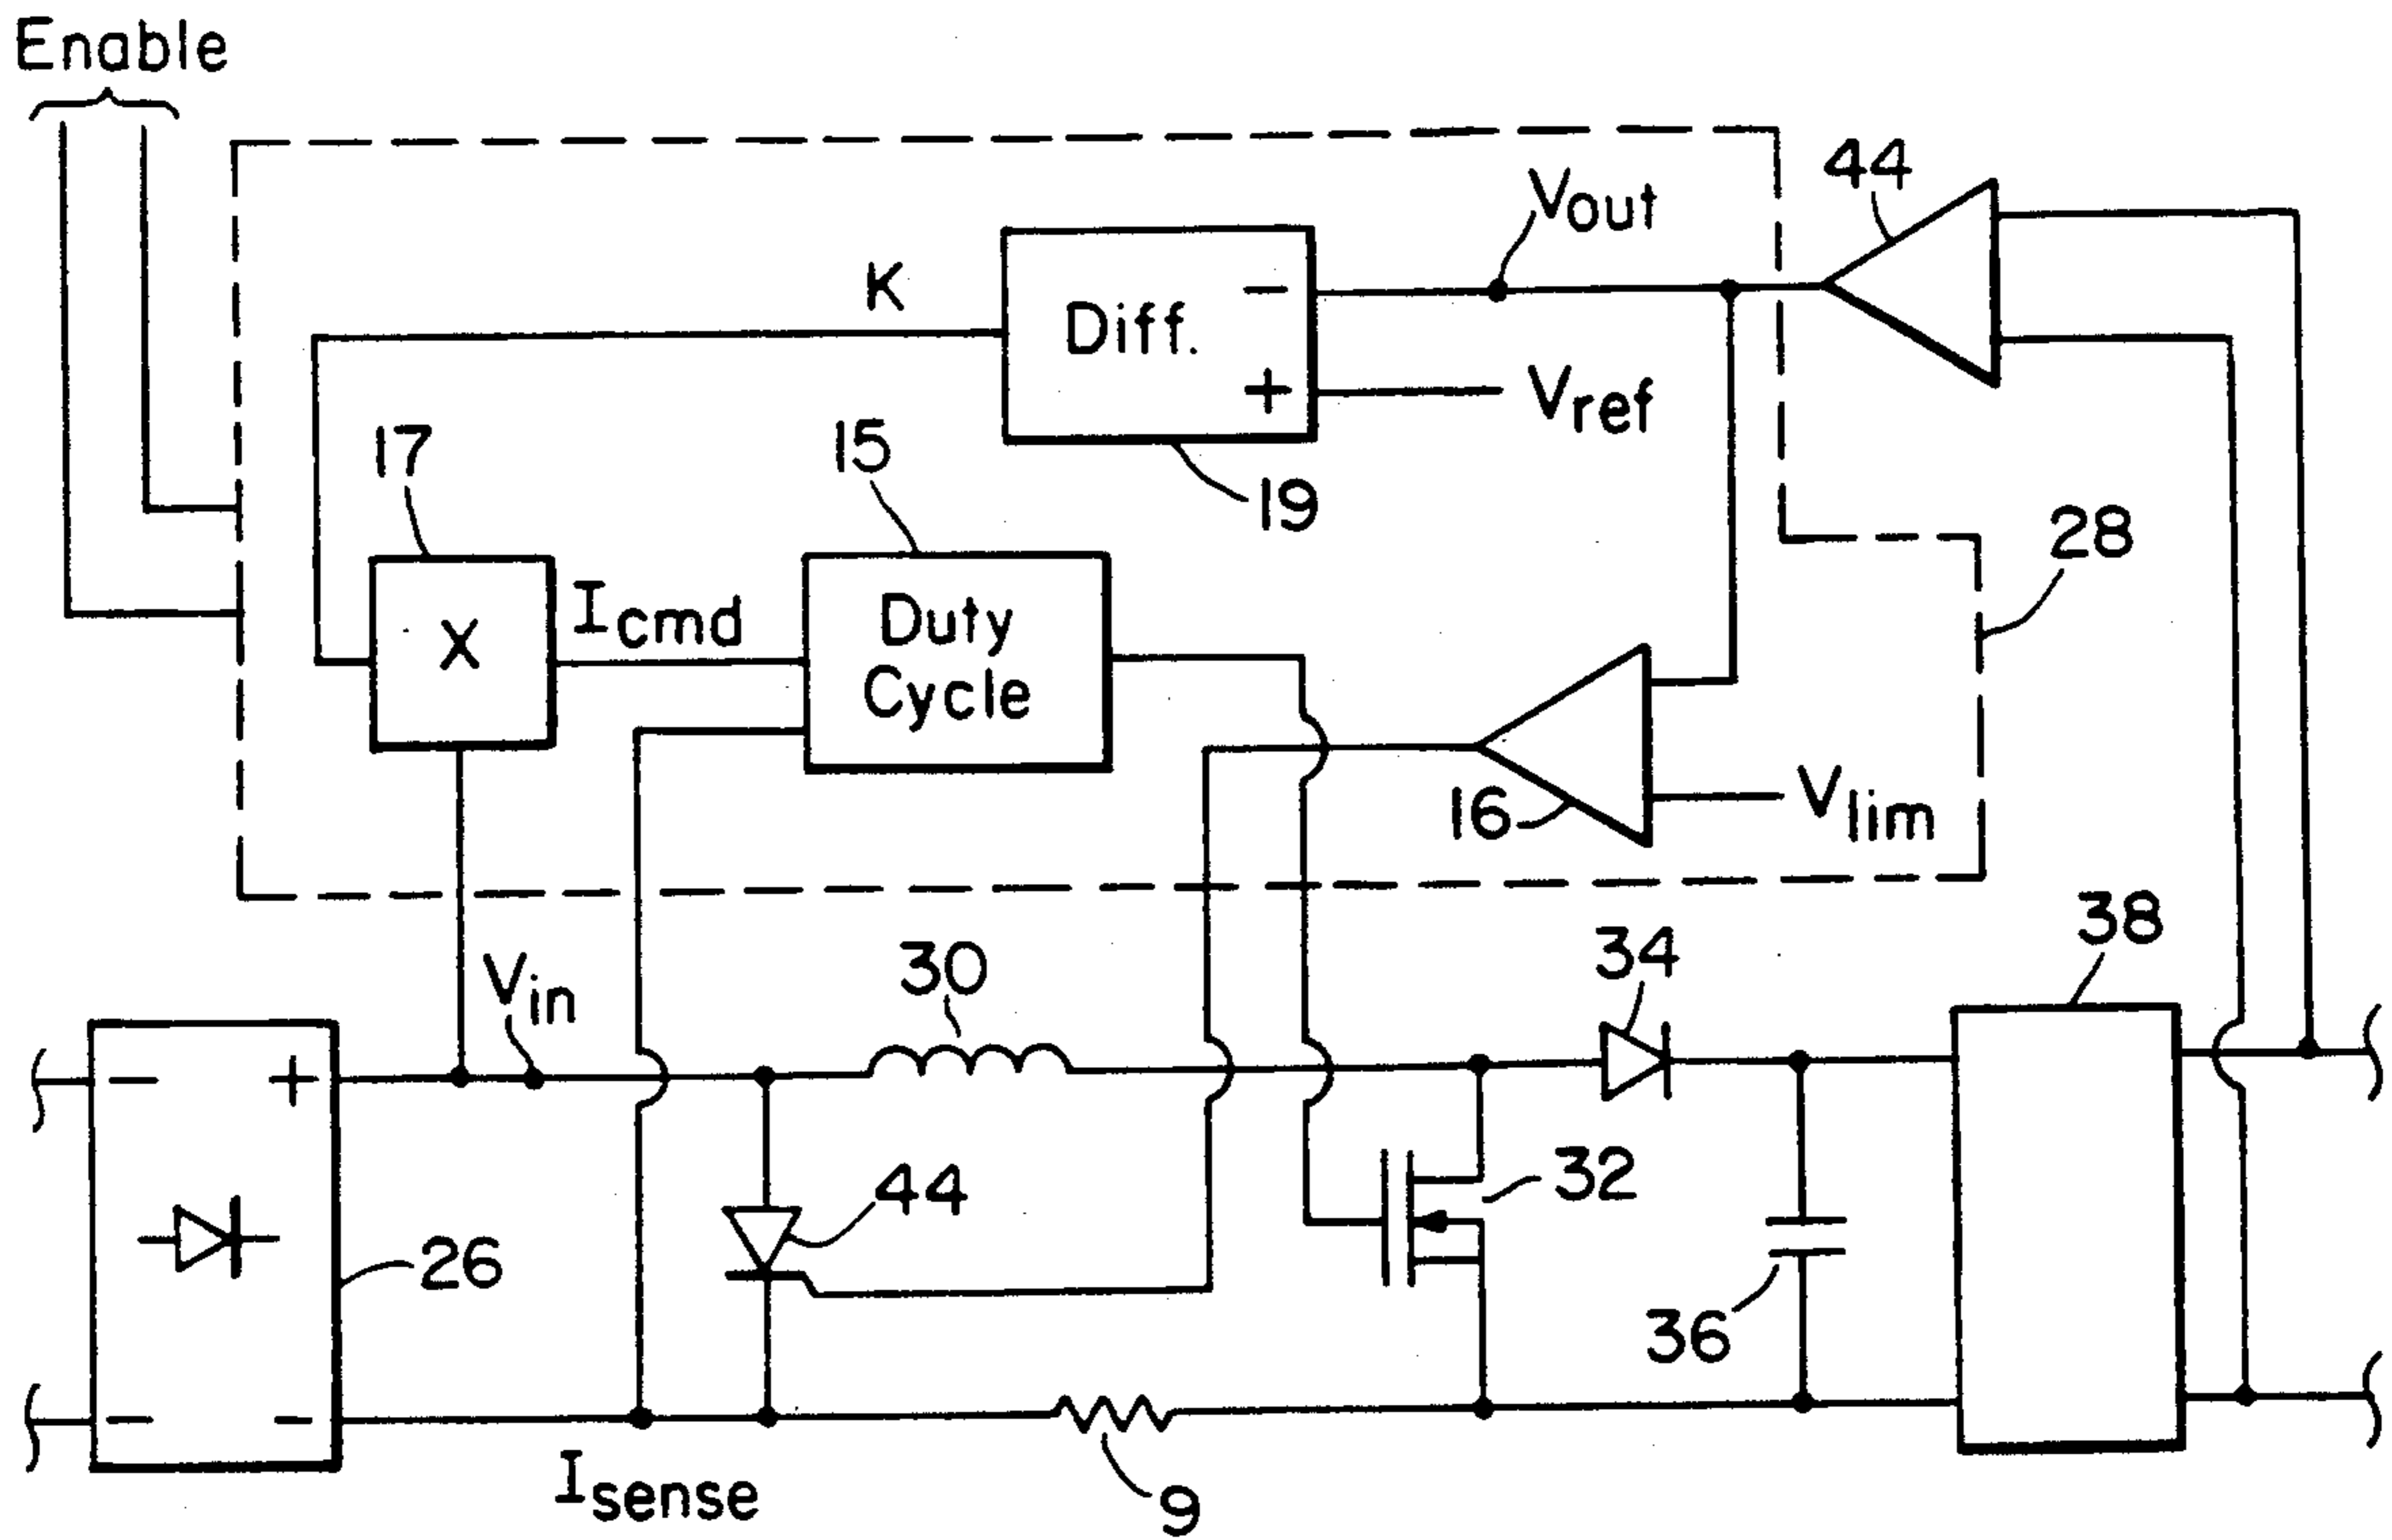 Enable
44
Vout
K
Diff.
−
+
Vref
17
15
19
28
X
Icmd
Duty
Cycle
16
Vlim
38
34
30
Vin
−
+
44
32
26
36
−
−
Isense
9